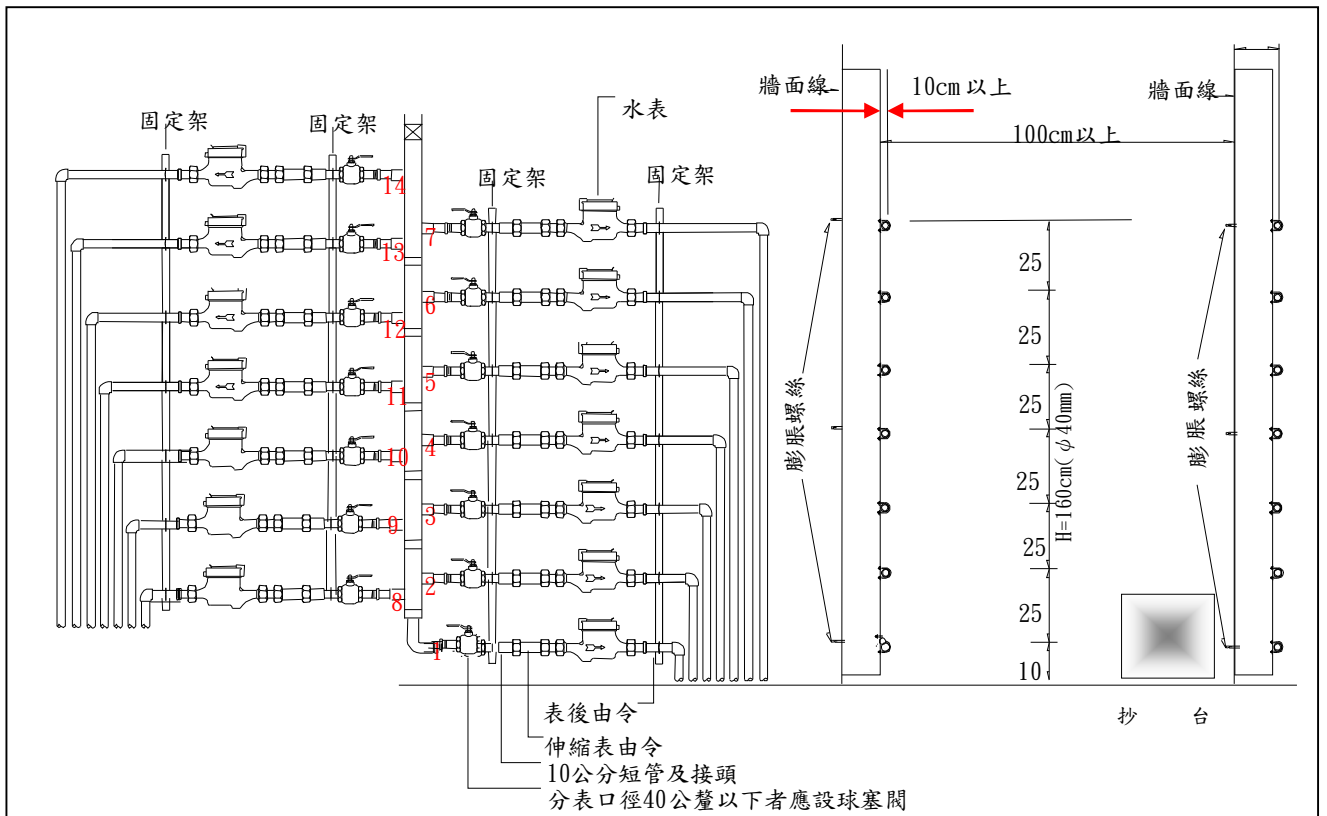 牆面線
10cm以上
牆面線
水表
固定架
固定架
100cm以上
固定架
固定架
14
7
13
6
12
5
11
4
10
3
9
2
8
1
膨脹螺絲
25
25
25
25
25
25
10
H=160cm(φ40mm)
膨脹螺絲
表後由令
伸縮表由令
10公分短管及接頭
分表口徑40公釐以下者應設球塞閥
抄 台